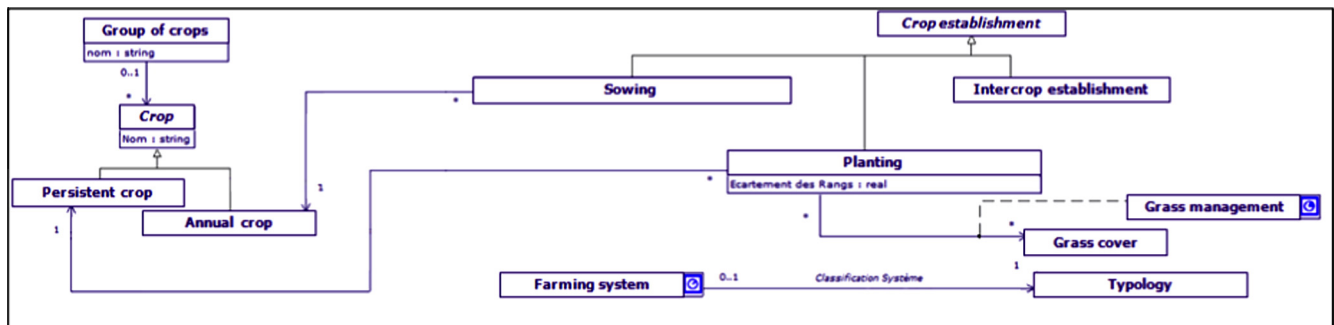 Group of crops
nom : string
0..1
*
Crop
Nom : string
Persistent crop
1
Annual crop
1
Crop establishment
Sowing
*
Intercrop establishment
Planting
Ecartement des Rangs : real
*
*
Grass management
*
Grass cover
1
Farming system
0..1
Classification Système
Typology